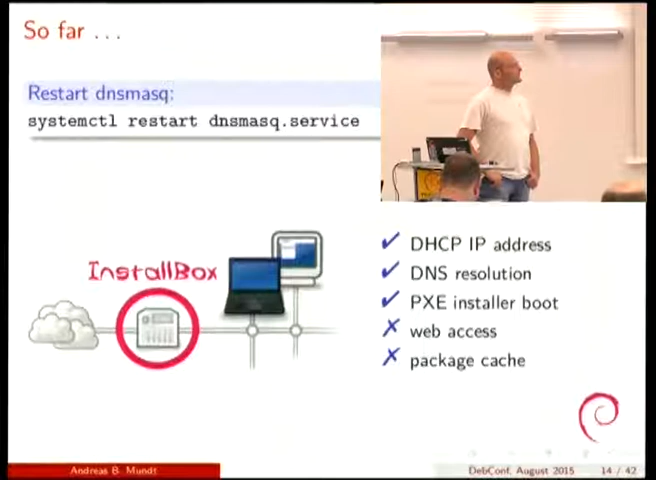 So far ...
Restart dnsmasq:
systemctl restart dnsmasq.service
InstallBox
✓ DHCP IP address
✓ DNS resolution
✓ PXE installer boot
✗ web access
✗ package cache
Andreas B. Mundt
DebConf, August 2015
14 / 42